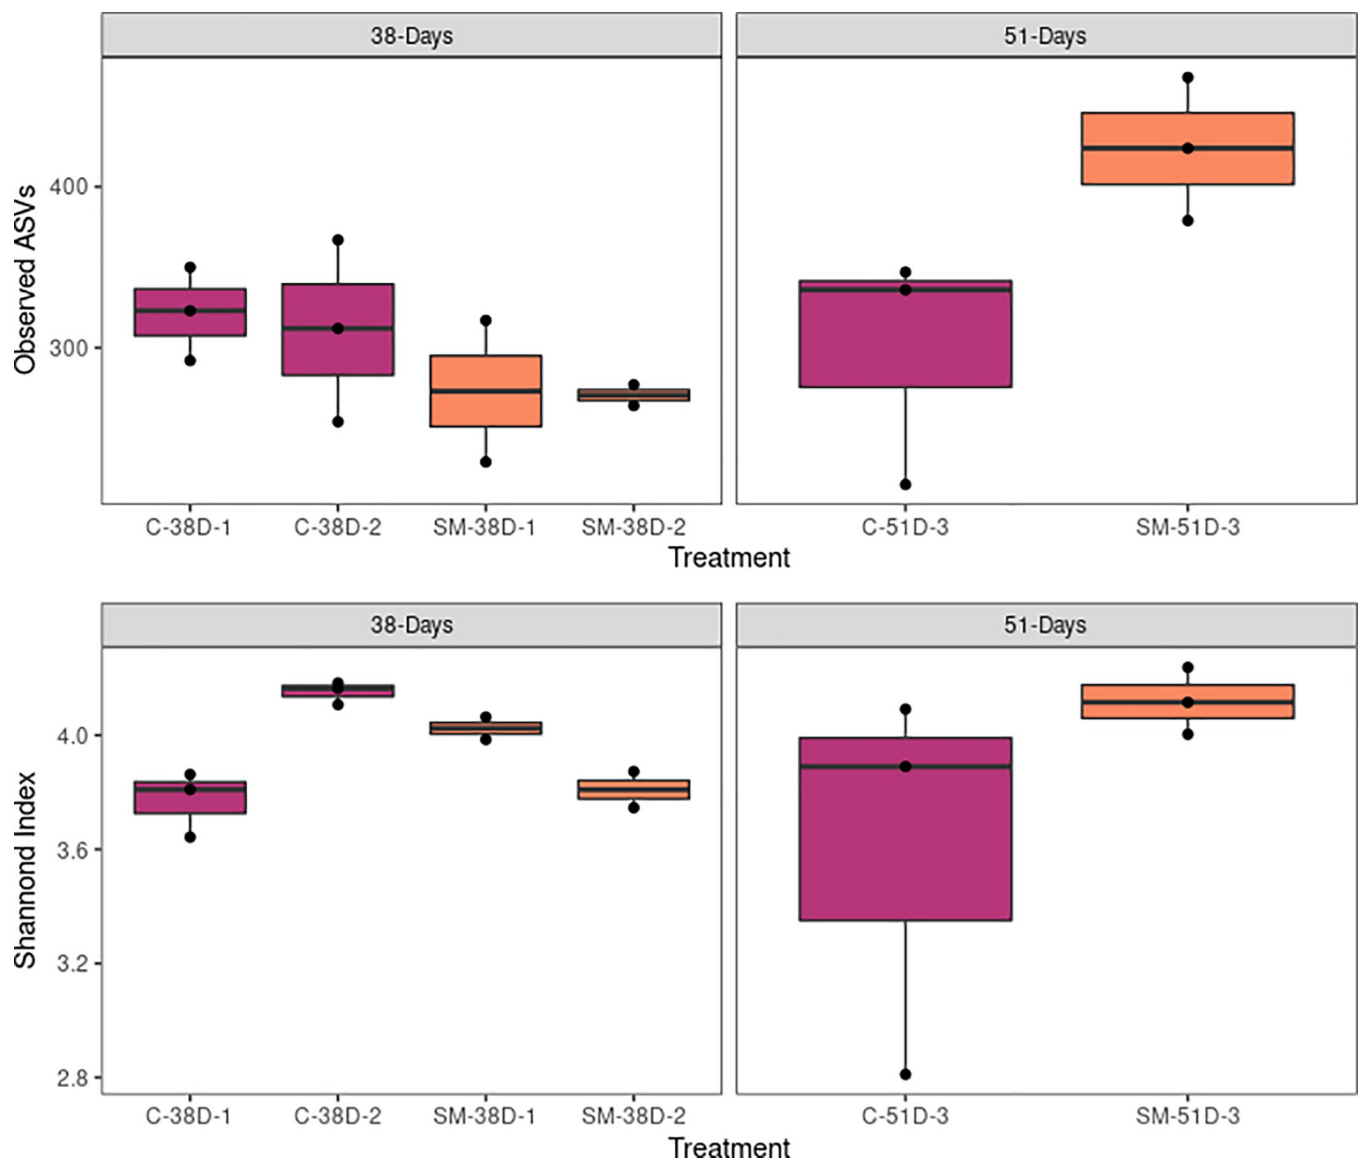 38-Days
51-Days
Observed ASVs
400
300
C-38D-1
C-38D-2
SM-38D-1
SM-38D-2
C-51D-3
SM-51D-3
Treatment
38-Days
51-Days
Shannond Index
4.0
3.6
3.2
2.8
C-38D-1
C-38D-2
SM-38D-1
SM-38D-2
C-51D-3
SM-51D-3
Treatment